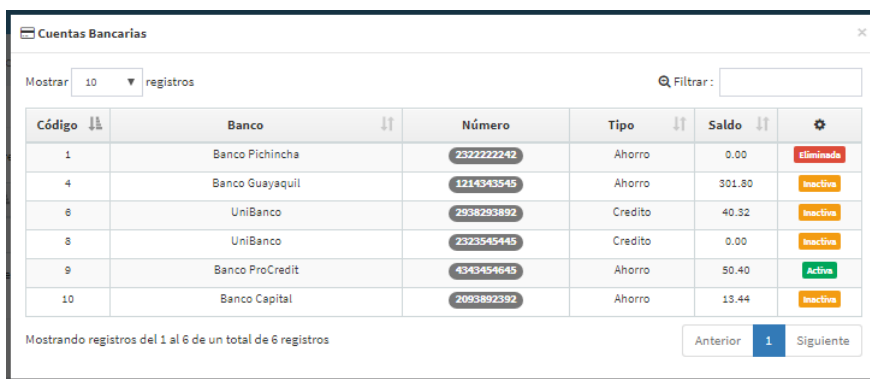 Cuentas Bancarias ×
Mostrar 10 registros Filtrar :
Código Banco Número Tipo Saldo
1 Banco Pichincha 2322222242 Ahorro 0.00 Eliminada
4 Banco Guayaquil 1214343545 Ahorro 301.80 Inactiva
6 UniBanco 2938293892 Credito 40.32 Inactiva
8 UniBanco 2323545445 Credito 0.00 Inactiva
9 Banco ProCredit 4343454645 Ahorro 50.40 Activa
10 Banco Capital 2093892392 Ahorro 13.44 Inactiva
Mostrando registros del 1 al 6 de un total de 6 registros Anterior 1 Siguiente